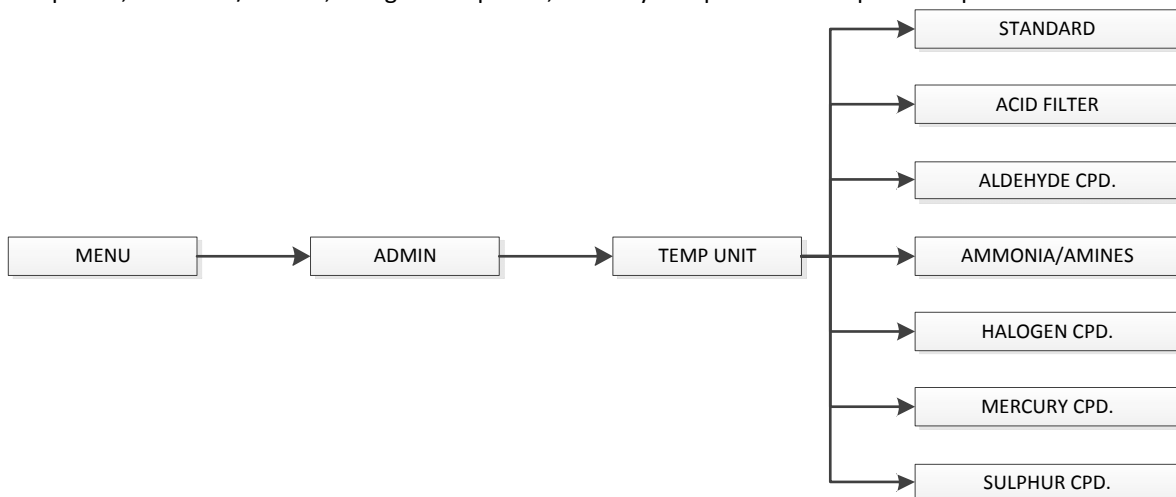 STANDARD
ACID FILTER
ALDEHYDE CPD.
MENU
ADMIN
TEMP UNIT
AMMONIA/AMINES
HALOGEN CPD.
MERCURY CPD.
SULPHUR CPD.